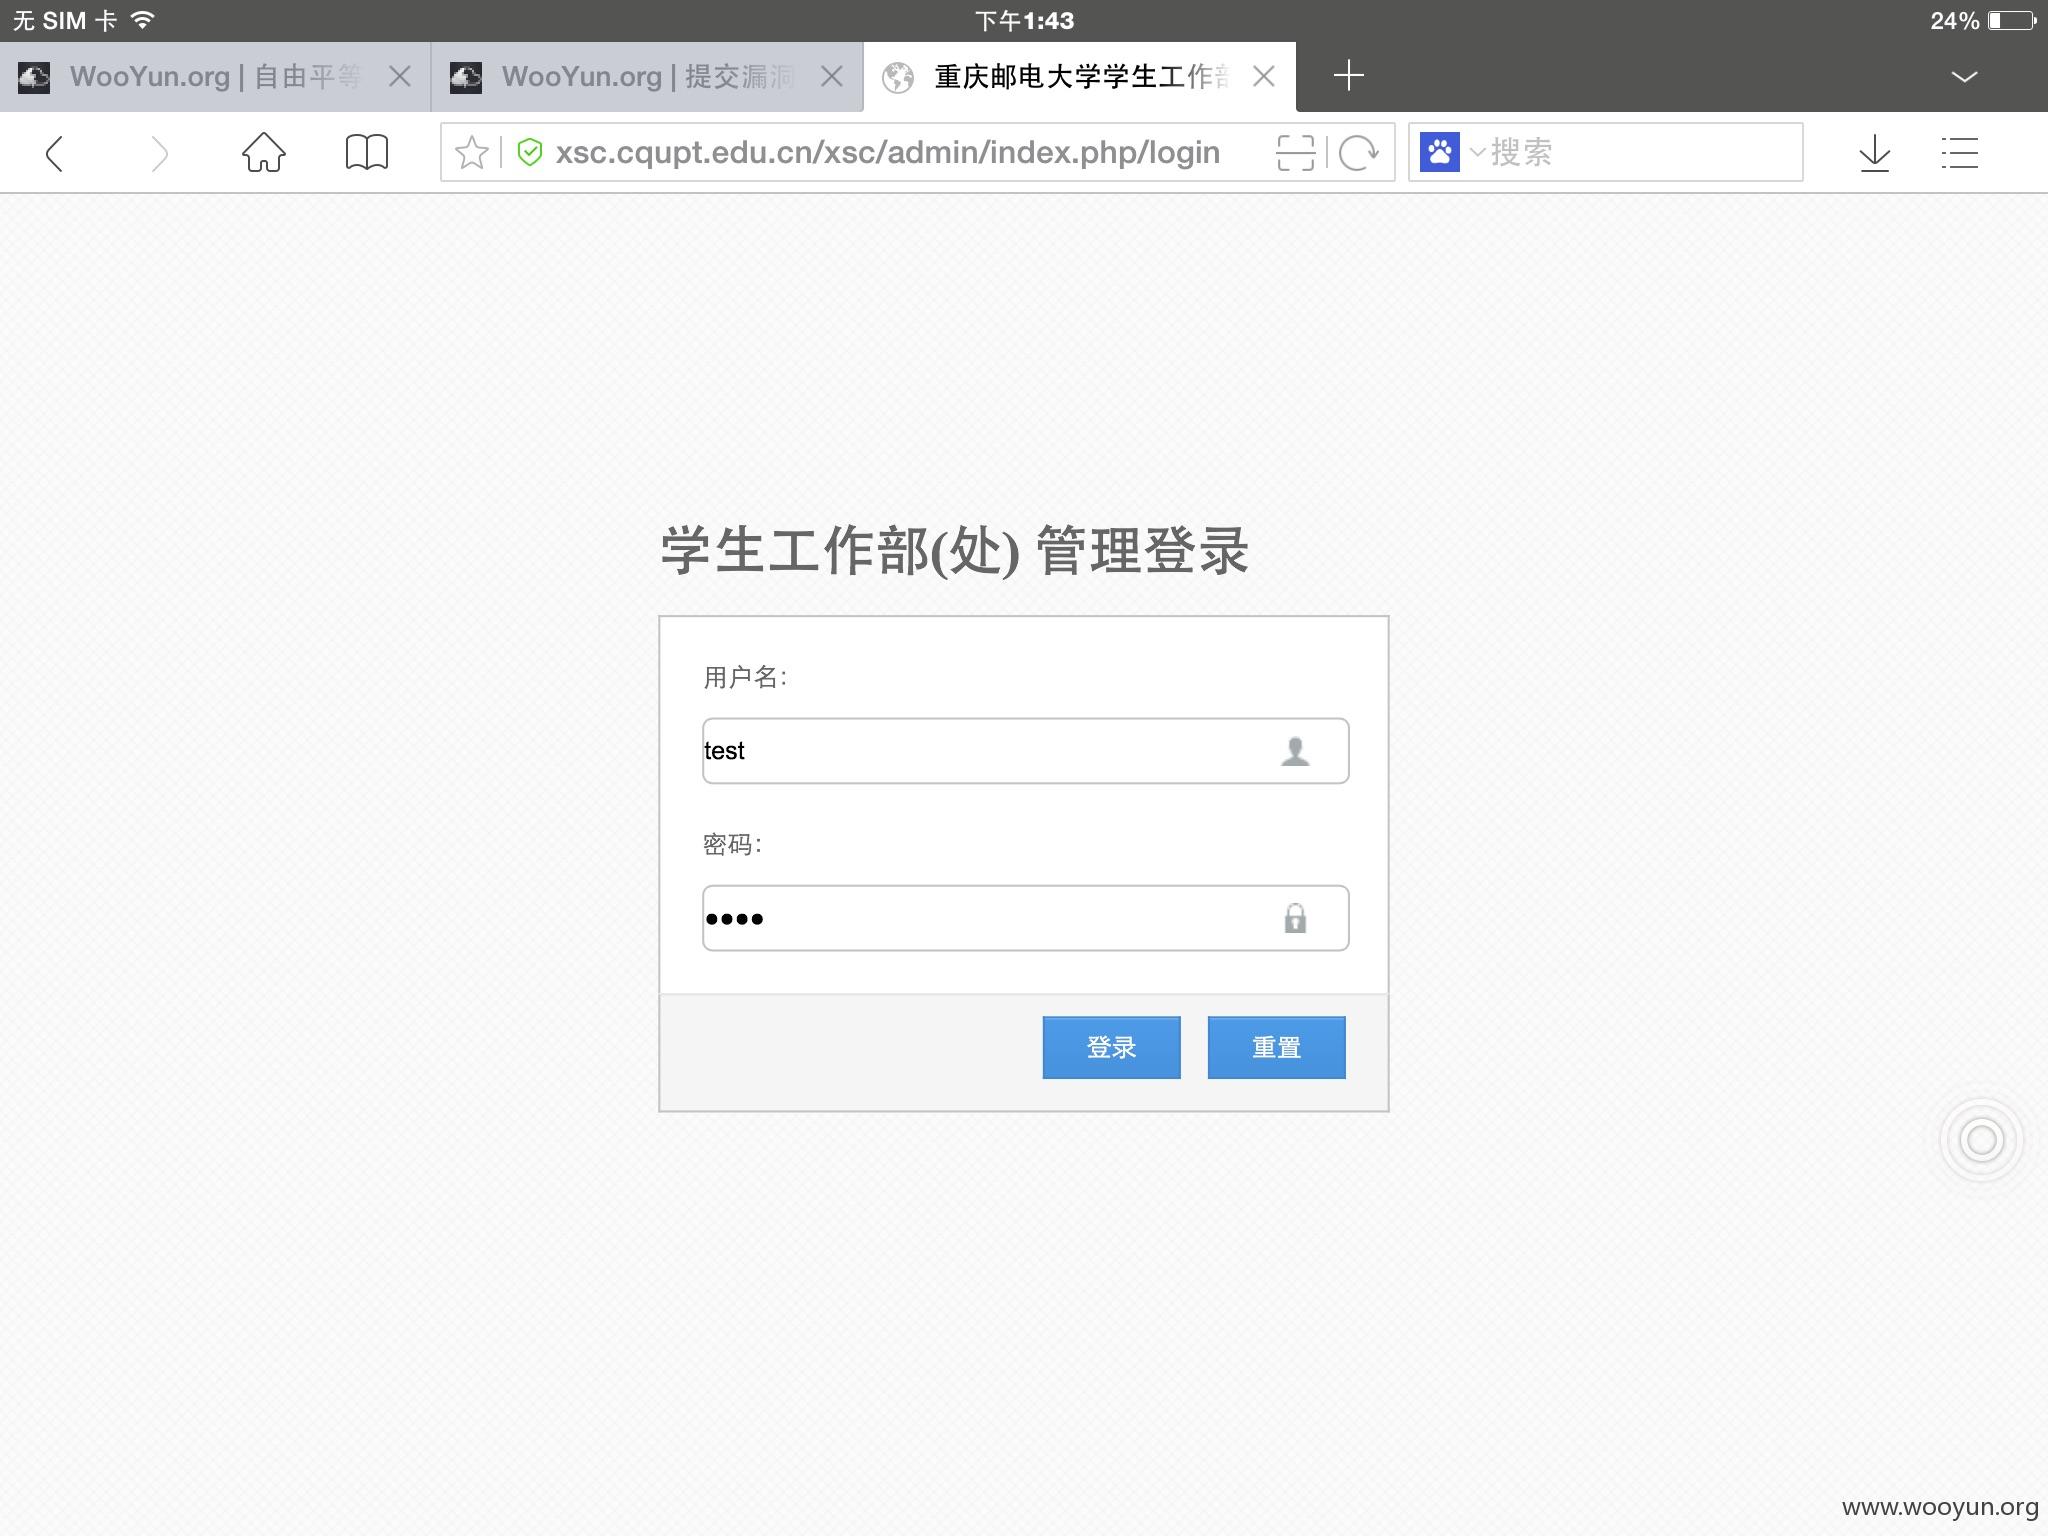 无 SIM 卡
下午1:43
24%
WooYun.org | 自由平等
WooYun.org | 提交漏洞
重庆邮电大学学生工作部
xsc.cqupt.edu.cn/xsc/admin/index.php/login
搜索
学生工作部(处) 管理登录
用户名:
test
密码:
••••
登录
重置
www.wooyun.org